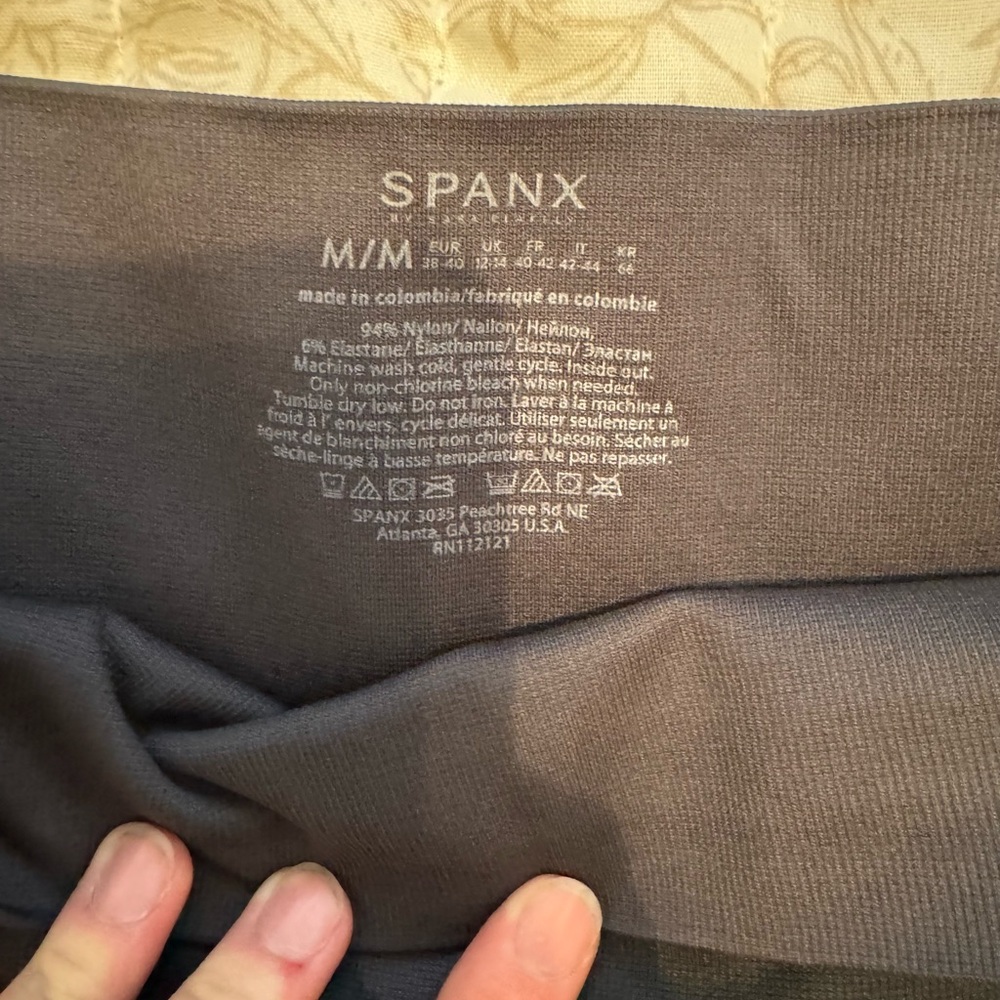 SPANX
BY SARA BLAKELY
M/M EUR UK FR IT KR
38-40 12-14 40-42 42-44 66
made in colombia/fabriqué en colombie
94% Nylon/ Nailon/ Нейлон,
6% Elastane/ Élasthanne/ Elastan/ Эластан
Machine wash cold, gentle cycle. Inside out.
Only non-chlorine bleach when needed.
Tumble dry low. Do not iron. Laver à la machine à
froid à l' envers, cycle délicat. Utiliser seulement un
agent de blanchiment non chloré au besoin. Sécher au
sèche-linge à basse température. Ne pas repasser.
SPANX 3035 Peachtree Rd NE
Atlanta, GA 30305 U.S.A.
RN112121